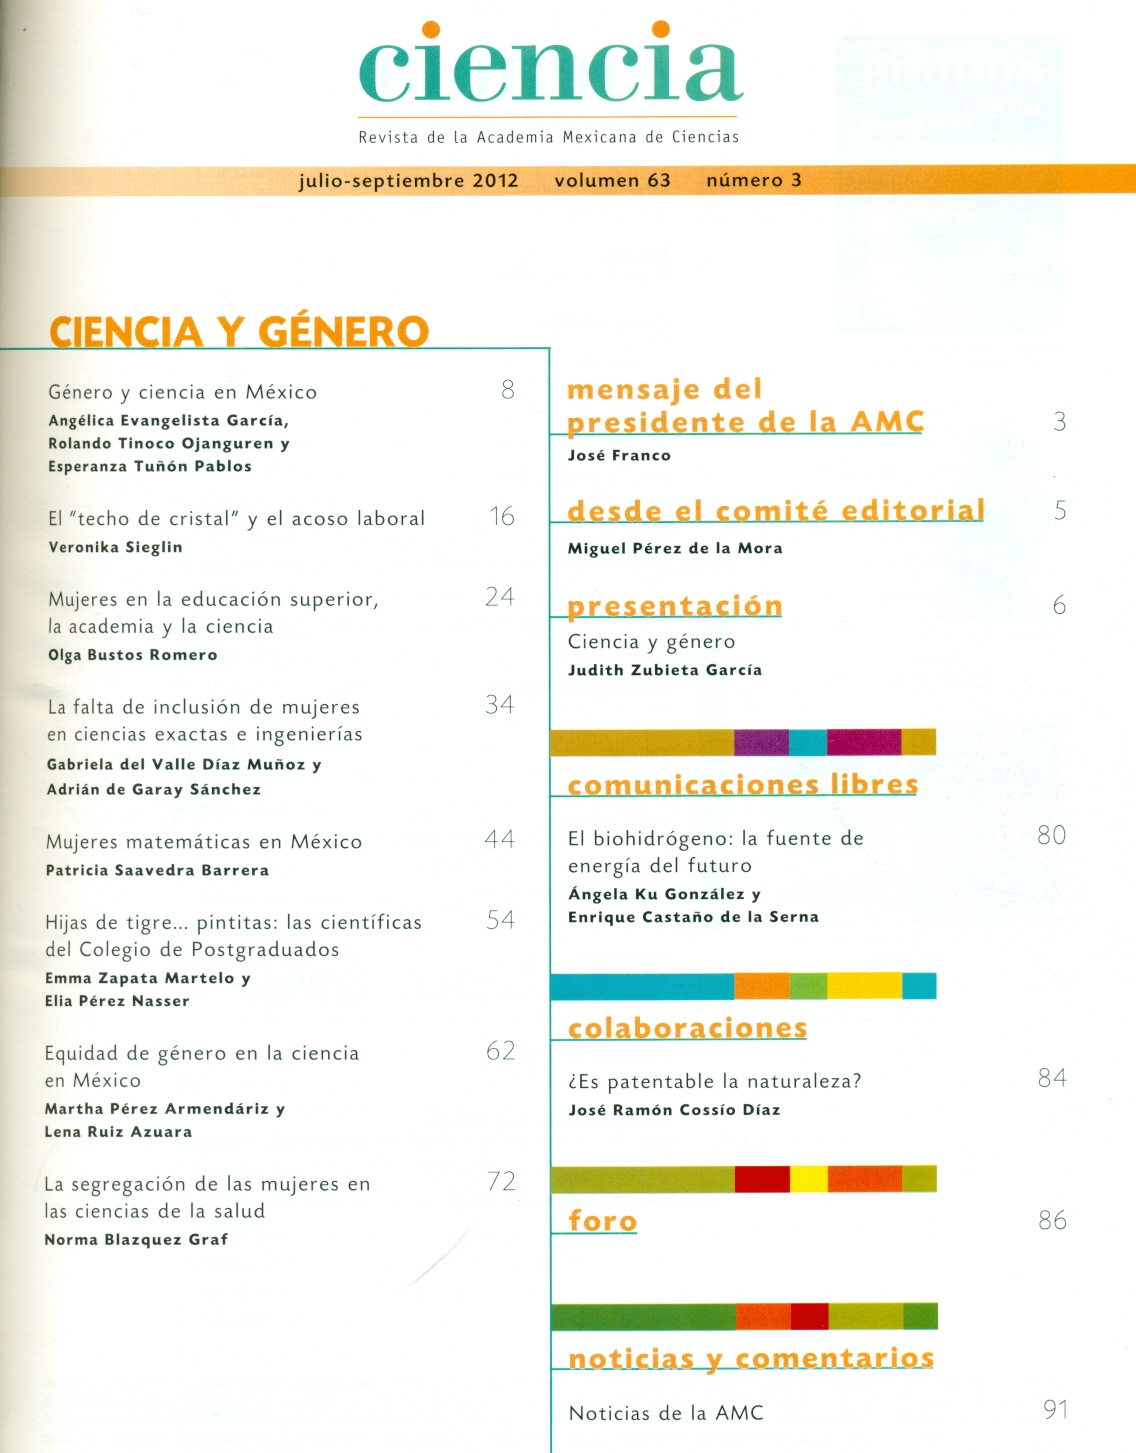 ciencia
Revista de la Academia Mexicana de Ciencias
julio-septiembre 2012 volumen 63 número 3
CIENCIA Y GÉNERO
Género y ciencia en México 8
Angélica Evangelista García,
Rolando Tinoco Ojanguren y
Esperanza Tuñón Pablos
El "techo de cristal" y el acoso laboral 16
Veronika Sieglin
Mujeres en la educación superior, 24
la academia y la ciencia
Olga Bustos Romero
La falta de inclusión de mujeres 34
en ciencias exactas e ingenierías
Gabriela del Valle Díaz Muñoz y
Adrián de Garay Sánchez
Mujeres matemáticas en México 44
Patricia Saavedra Barrera
Hijas de tigre... pintitas: las científicas 54
del Colegio de Postgraduados
Emma Zapata Martelo y
Elia Pérez Nasser
Equidad de género en la ciencia 62
en México
Martha Pérez Armendáriz y
Lena Ruiz Azuara
La segregación de las mujeres en 72
las ciencias de la salud
Norma Blazquez Graf
mensaje del
presidente de la AMC 3
José Franco
desde el comité editorial 5
Miguel Pérez de la Mora
presentación 6
Ciencia y género
Judith Zubieta García
comunicaciones libres
El biohidrógeno: la fuente de 80
energía del futuro
Ángela Ku González y
Enrique Castaño de la Serna
colaboraciones
¿Es patentable la naturaleza? 84
José Ramón Cossío Díaz
foro 86
noticias y comentarios
Noticias de la AMC 91